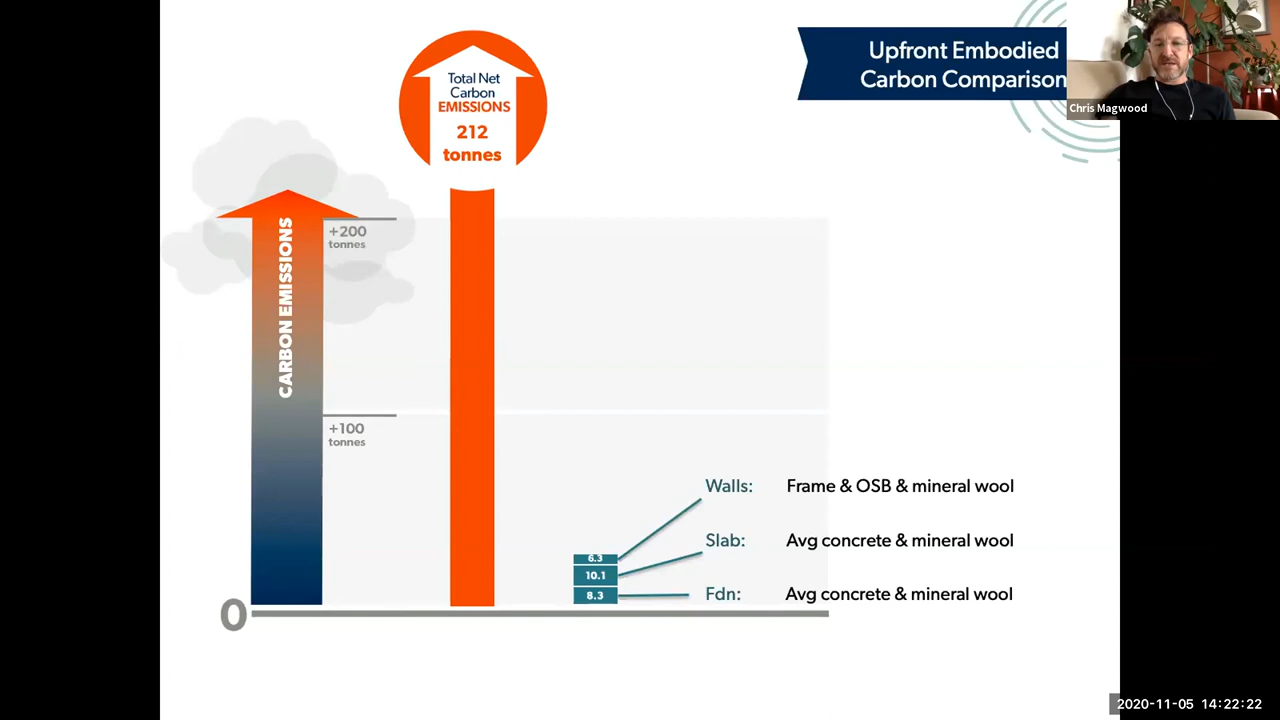 Upfront Embodied
Carbon Comparison
Chris Magwood
Total Net
Carbon
EMISSIONS
212
tonnes
CARBON EMISSIONS
+200
tonnes
+100
tonnes
Walls: Frame & OSB & mineral wool
6.3
Slab: Avg concrete & mineral wool
10.1
Fdn: Avg concrete & mineral wool
8.3
0
2020-11-05 14:22:22